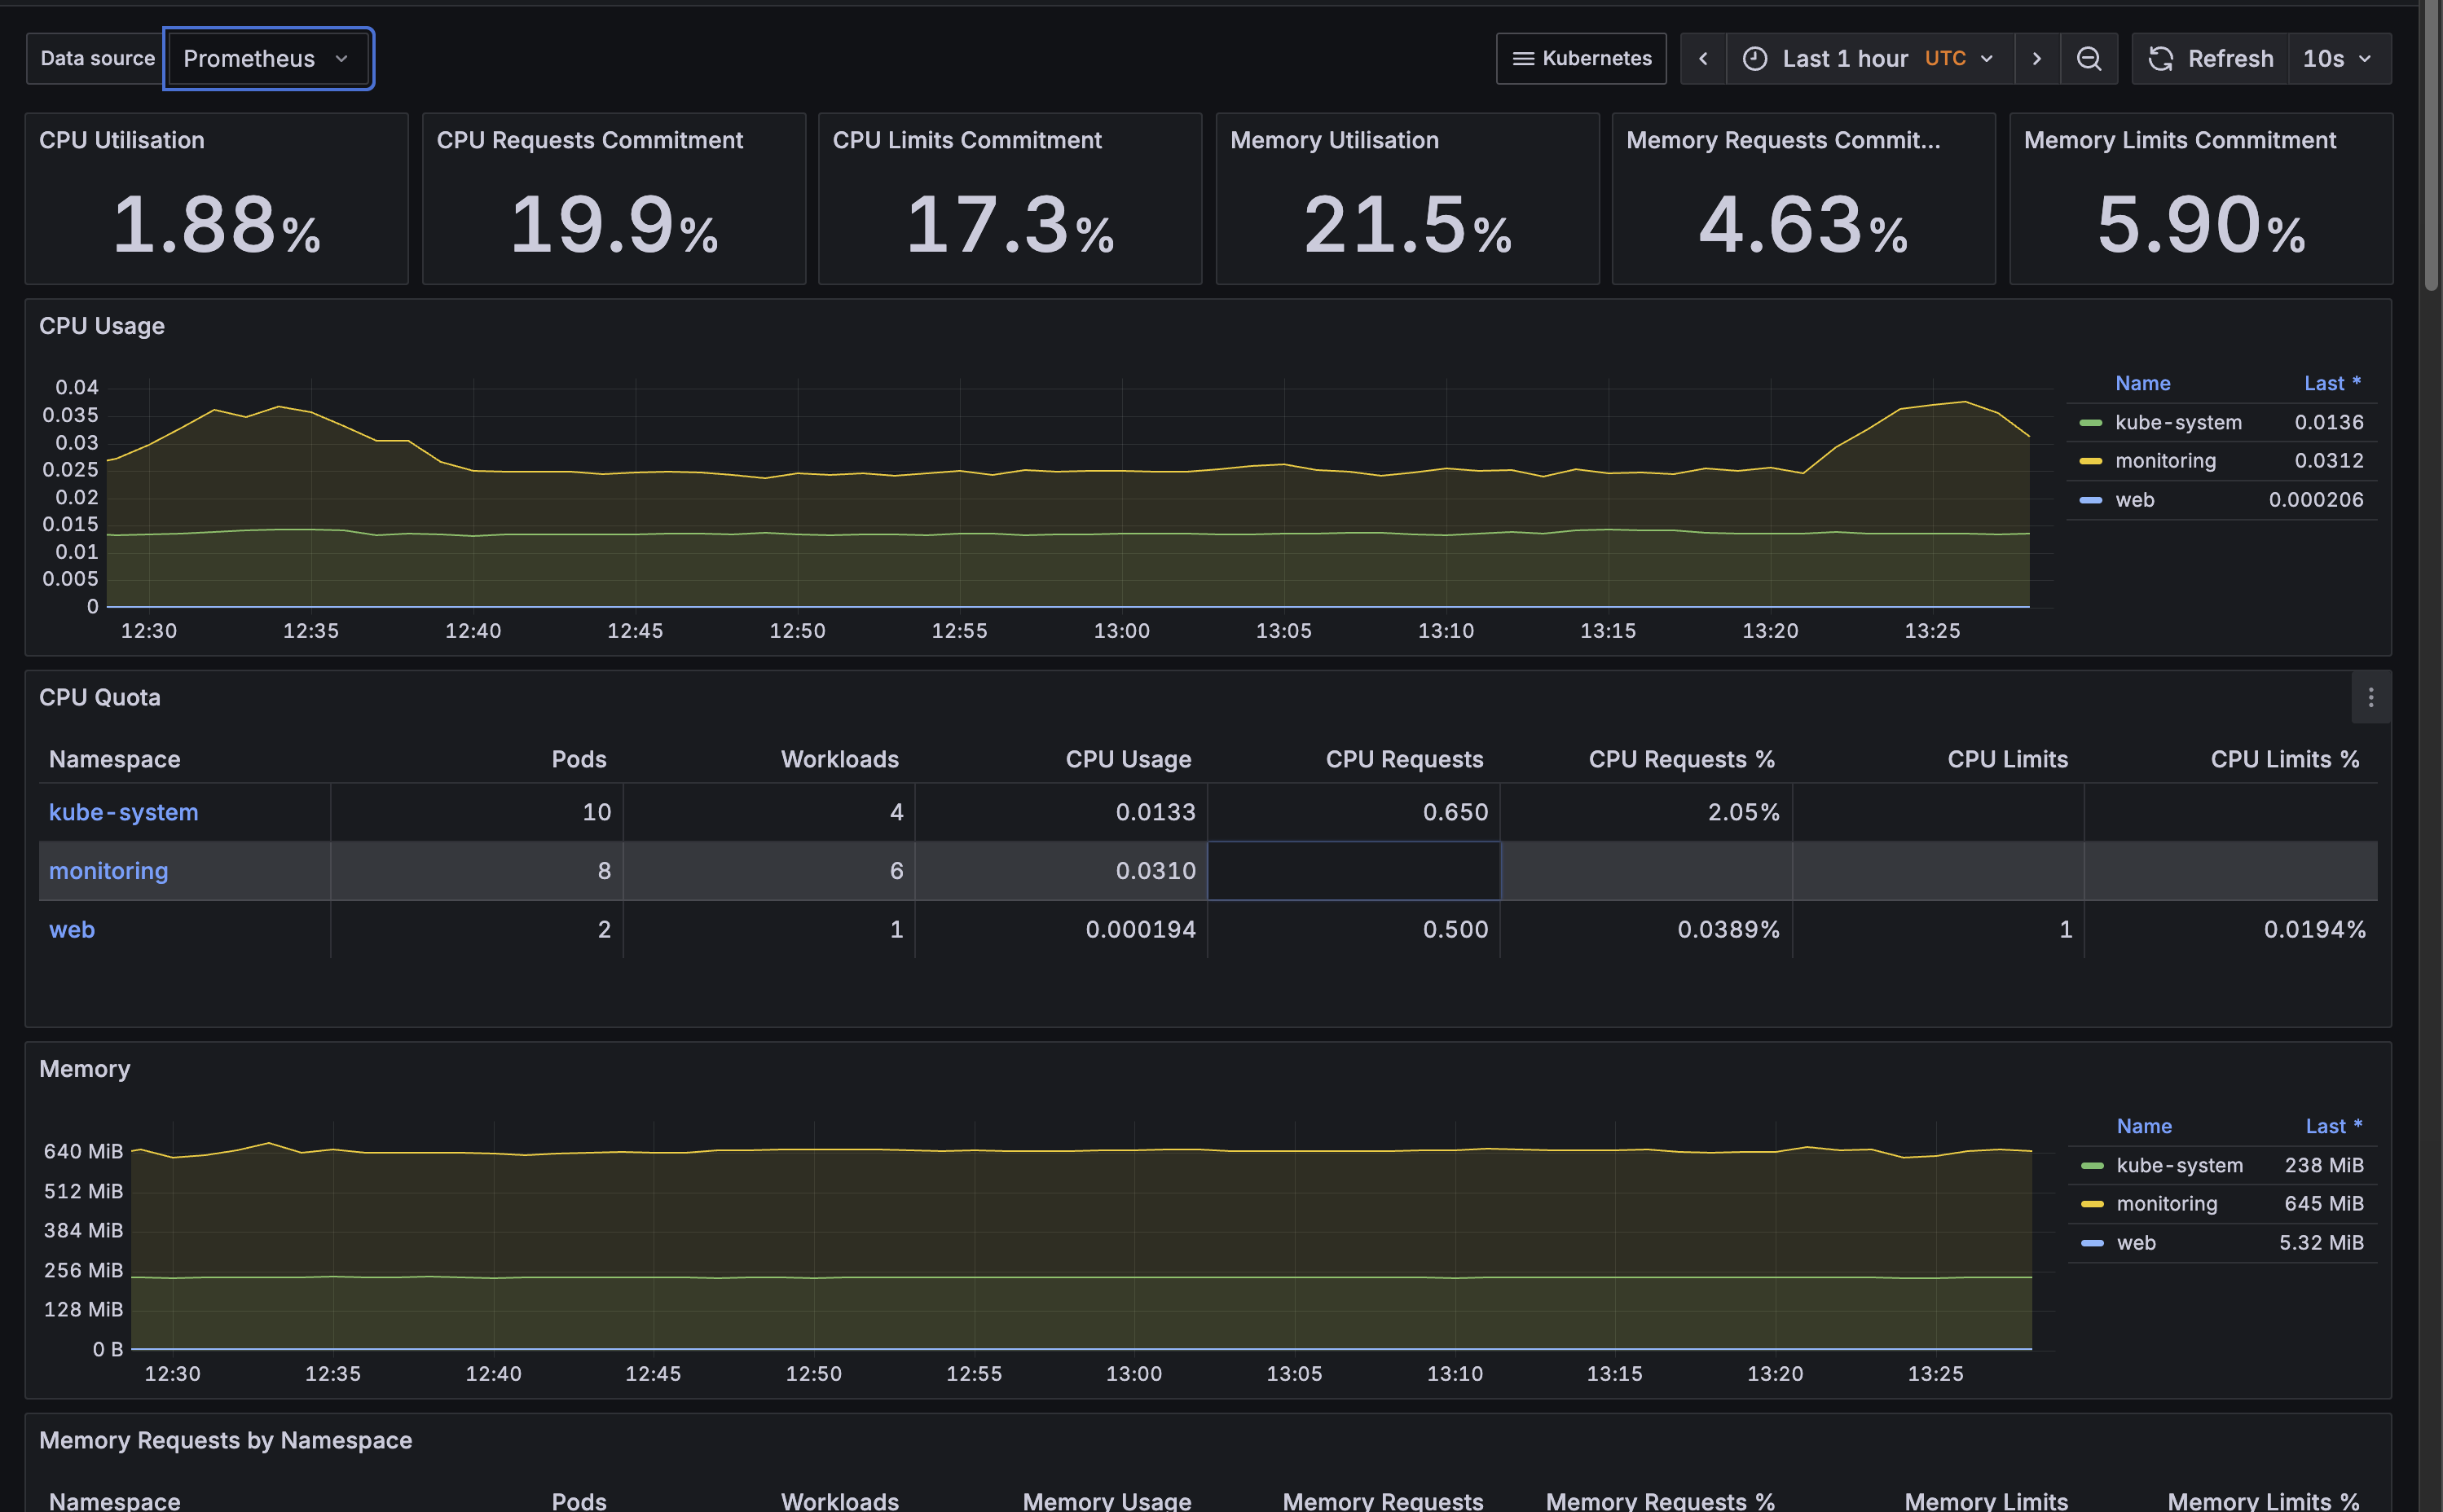 Data source Prometheus Kubernetes Last 1 hour UTC Refresh 10s
CPU Utilisation CPU Requests Commitment CPU Limits Commitment Memory Utilisation Memory Requests Commit... Memory Limits Commitment
1.88% 19.9% 17.3% 21.5% 4.63% 5.90%
CPU Usage
0.04
0.035
0.03
0.025
0.02
0.015
0.01
0.005
0
12:30 12:35 12:40 12:45 12:50 12:55 13:00 13:05 13:10 13:15 13:20 13:25
Name Last *
kube-system 0.0136
monitoring 0.0312
web 0.000206
CPU Quota
Namespace Pods Workloads CPU Usage CPU Requests CPU Requests % CPU Limits CPU Limits %
kube-system 10 4 0.0133 0.650 2.05%
monitoring 8 6 0.0310
web 2 1 0.000194 0.500 0.0389% 1 0.0194%
Memory
640 MiB
512 MiB
384 MiB
256 MiB
128 MiB
0 B
12:30 12:35 12:40 12:45 12:50 12:55 13:00 13:05 13:10 13:15 13:20 13:25
Name Last *
kube-system 238 MiB
monitoring 645 MiB
web 5.32 MiB
Memory Requests by Namespace
Namespace Pods Workloads Memory Usage Memory Requests Memory Requests % Memory Limits Memory Limits %